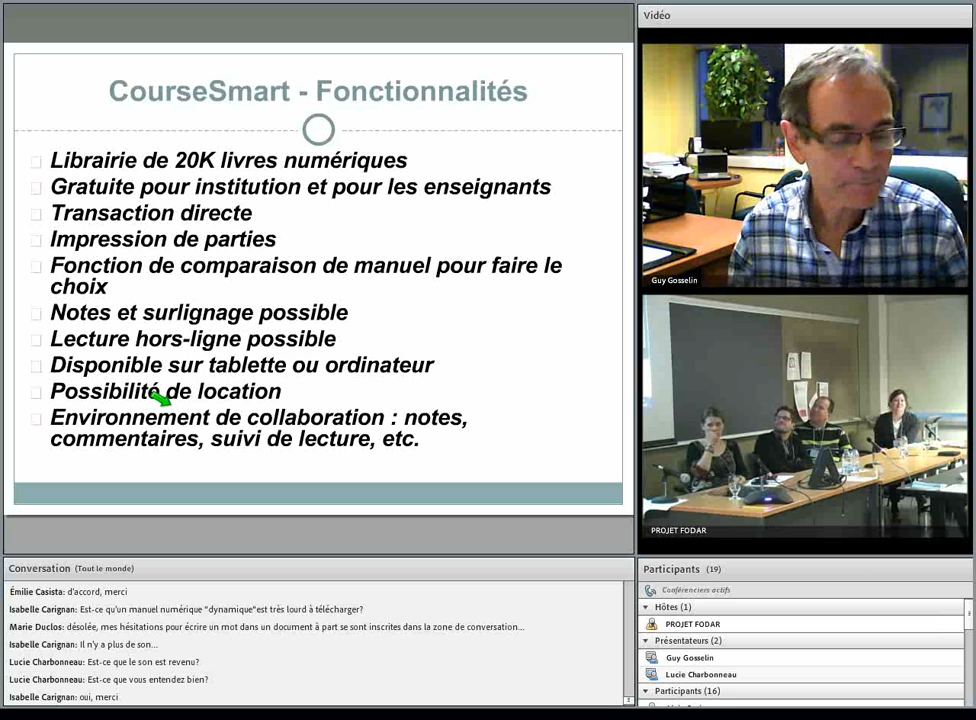 CourseSmart - Fonctionnalités
Librairie de 20K livres numériques
Gratuite pour institution et pour les enseignants
Transaction directe
Impression de parties
Fonction de comparaison de manuel pour faire le
choix
Notes et surlignage possible
Lecture hors-ligne possible
Disponible sur tablette ou ordinateur
Possibilité de location
Environnement de collaboration : notes,
commentaires, suivi de lecture, etc.
Vidéo
Guy Gosselin
PROJET FODAR
Conversation (Tout le monde)
Émilie Casista: d'accord, merci
Isabelle Carignan: Est-ce qu'un manuel numérique "dynamique"est très lourd à télécharger?
Marie Duclos: désolée, mes hésitations pour écrire un mot dans un document à part se sont inscrites dans la zone de conversation...
Isabelle Carignan: Il n'y a plus de son...
Lucie Charbonneau: Est-ce que le son est revenu?
Lucie Charbonneau: Est-ce que vous entendez bien?
Isabelle Carignan: oui, merci
Participants (19)
Conférenciers actifs
Hôtes (1)
PROJET FODAR
Présentateurs (2)
Guy Gosselin
Lucie Charbonneau
Participants (16)